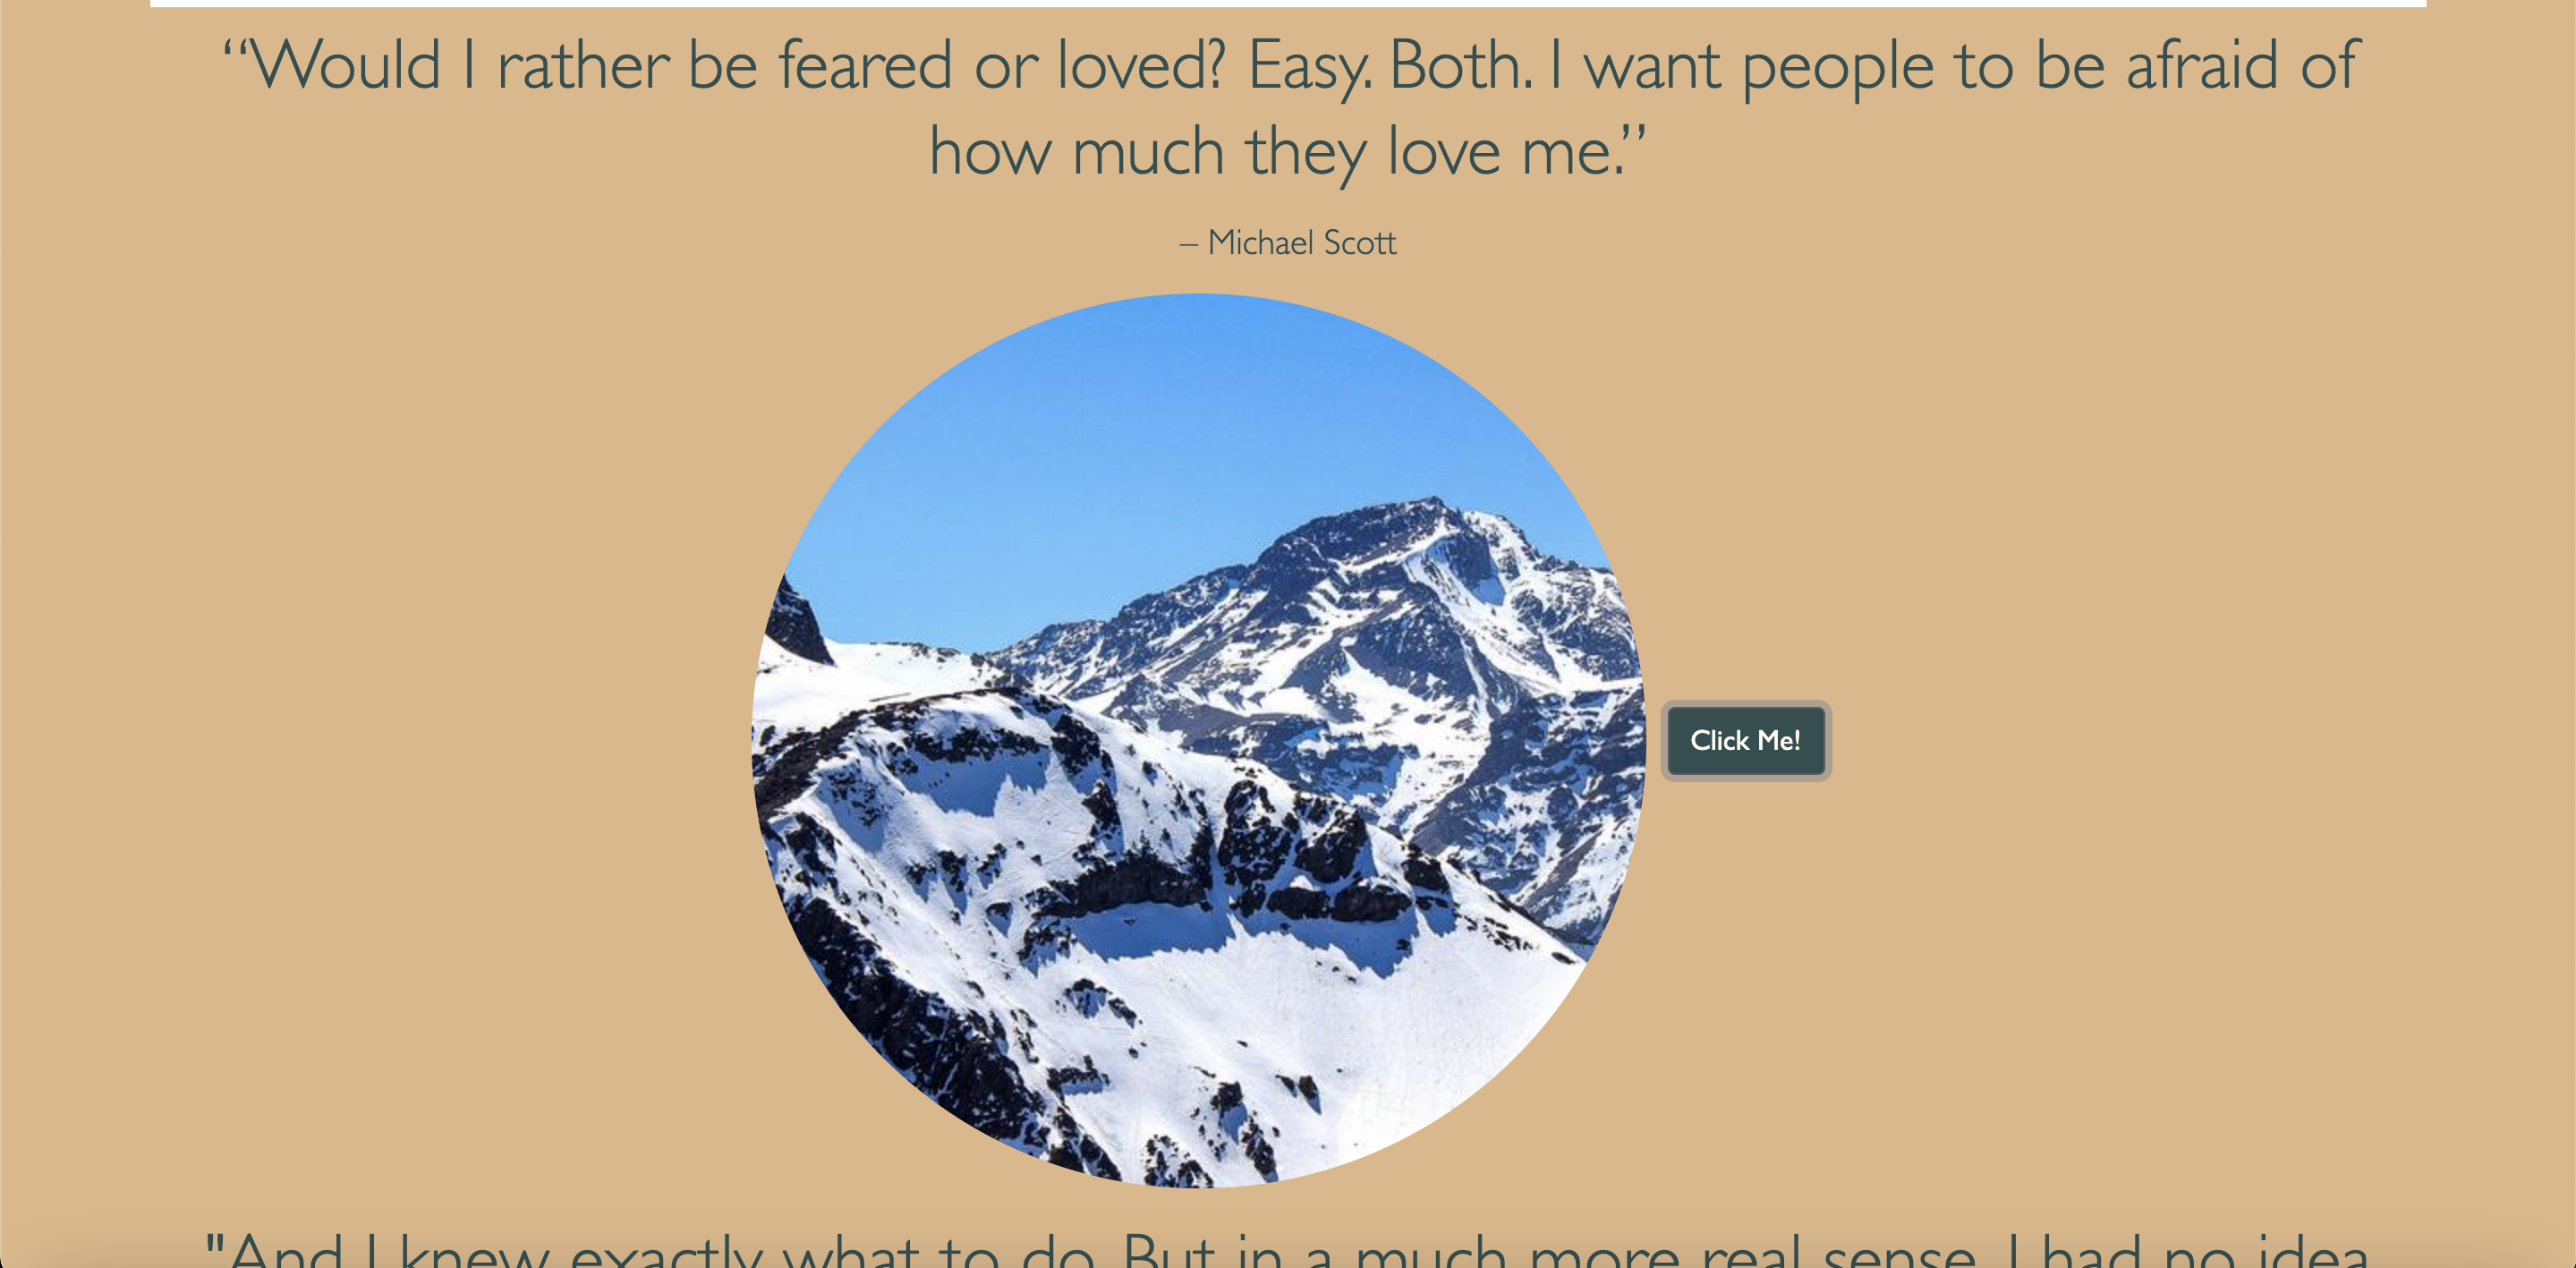 “Would I rather be feared or loved? Easy. Both. I want people to be afraid of
how much they love me.”
– Michael Scott
Click Me!
"And I knew exactly what to do. But in a much more real sense, I had no idea